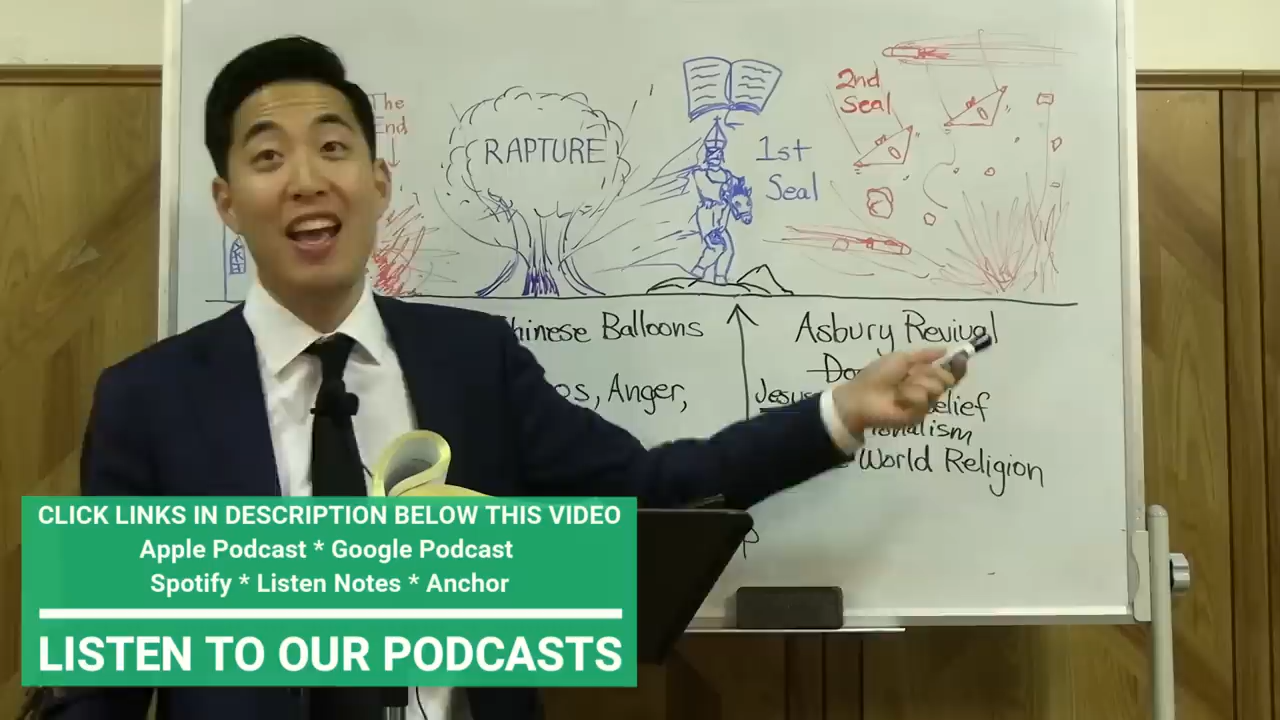 The
End
RAPTURE
1st
Seal
2nd
Seal
Chinese Balloons
Anger,
Asbury Revival
Jesus
World Religion
CLICK LINKS IN DESCRIPTION BELOW THIS VIDEO
Apple Podcast * Google Podcast
Spotify * Listen Notes * Anchor
LISTEN TO OUR PODCASTS